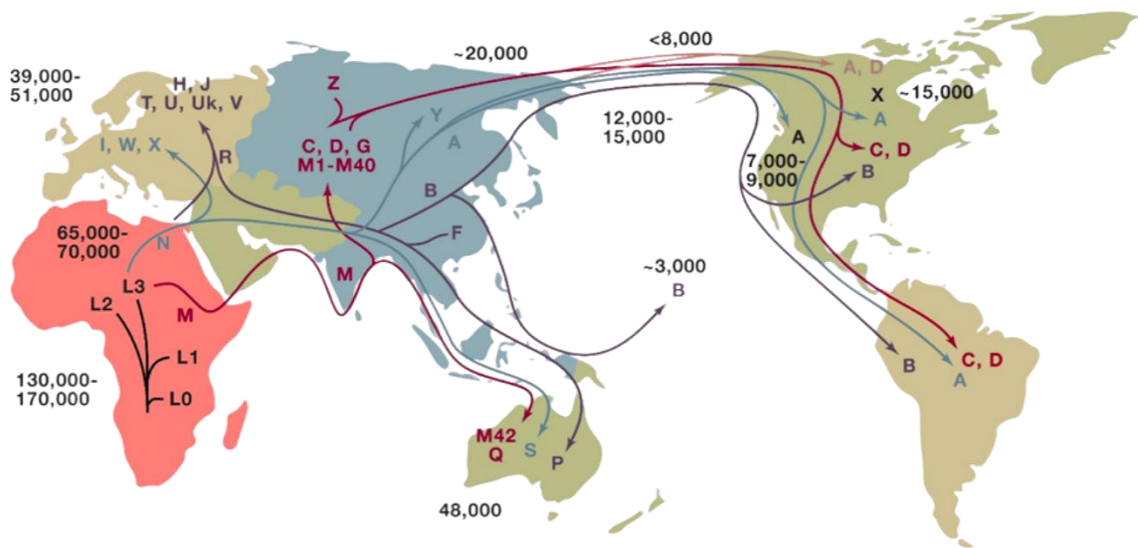 39,000-
51,000
H, J
T, U, Uk, V
I, W, X
R
65,000-
70,000
N
L3
L2
M
L1
L0
130,000-
170,000
Z
C, D, G
M1-M40
Y
A
B
F
M
M42
Q
S
P
48,000
~20,000
<8,000
12,000-
15,000
~3,000
B
A, D
X
~15,000
A
A
C, D
7,000-
9,000
B
B
C, D
A